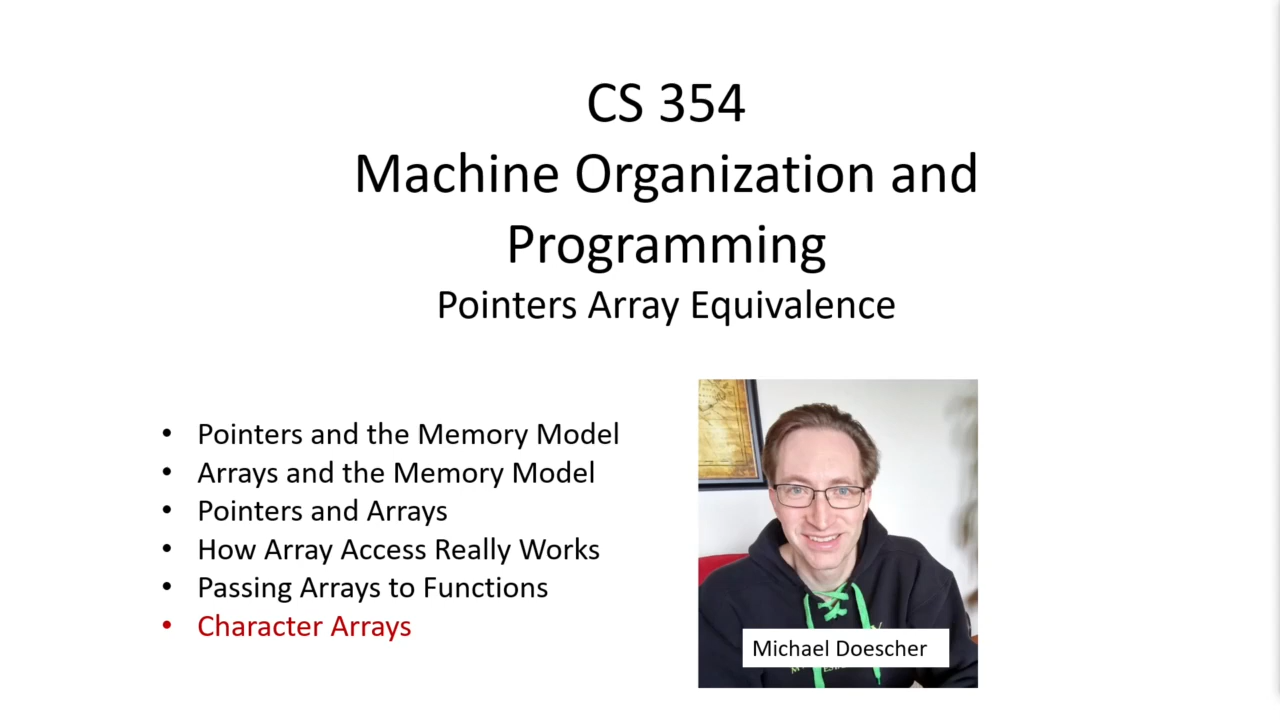 CS 354
Machine Organization and
Programming
Pointers Array Equivalence
• Pointers and the Memory Model
• Arrays and the Memory Model
• Pointers and Arrays
• How Array Access Really Works
• Passing Arrays to Functions
• Character Arrays
Michael Doescher